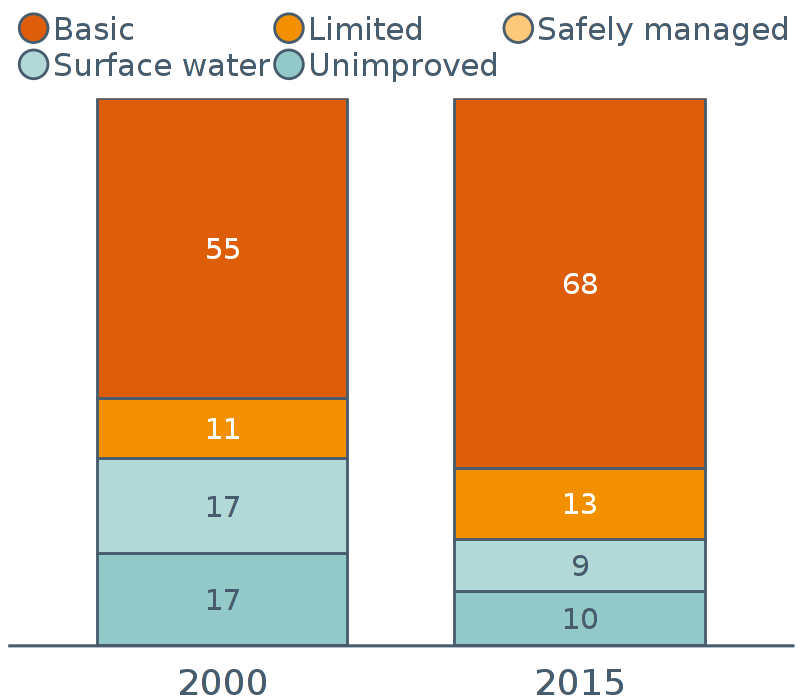 Basic Limited Safely managed
Surface water Unimproved
55 68
11 13
17 9
17 10
2000 2015